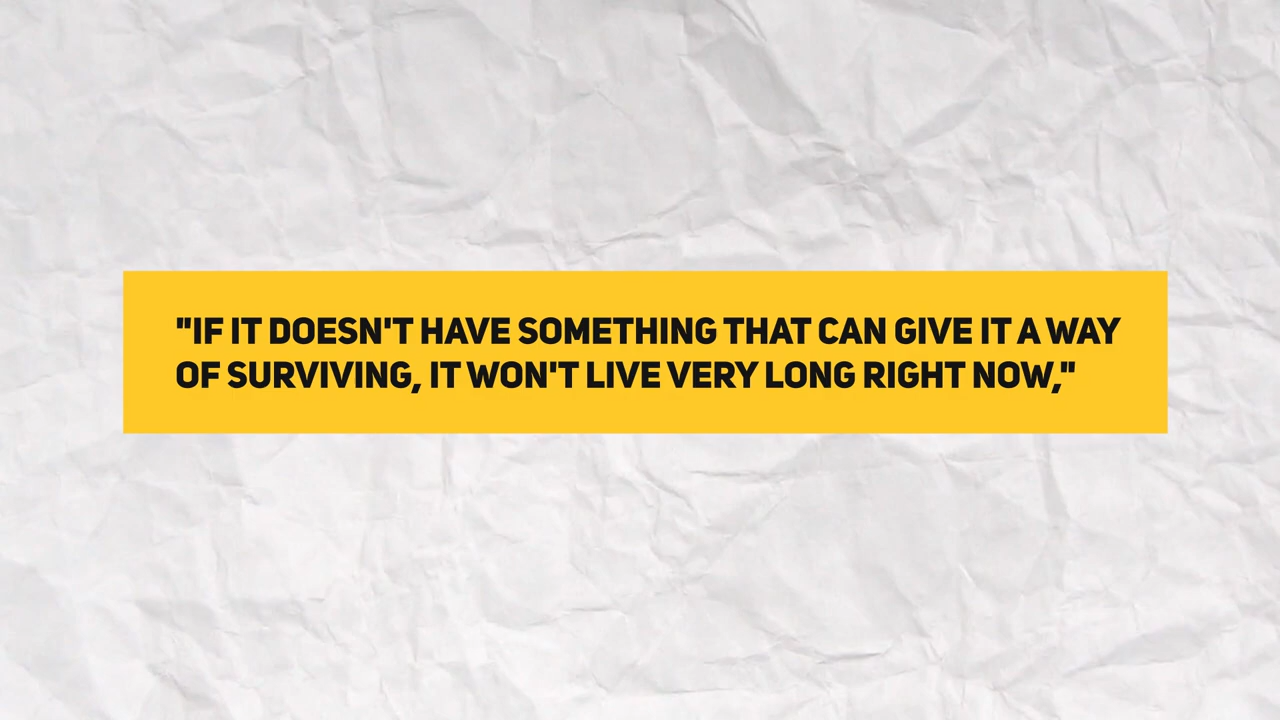 "IF IT DOESN'T HAVE SOMETHING THAT CAN GIVE IT A WAY
OF SURVIVING, IT WON'T LIVE VERY LONG RIGHT NOW,"